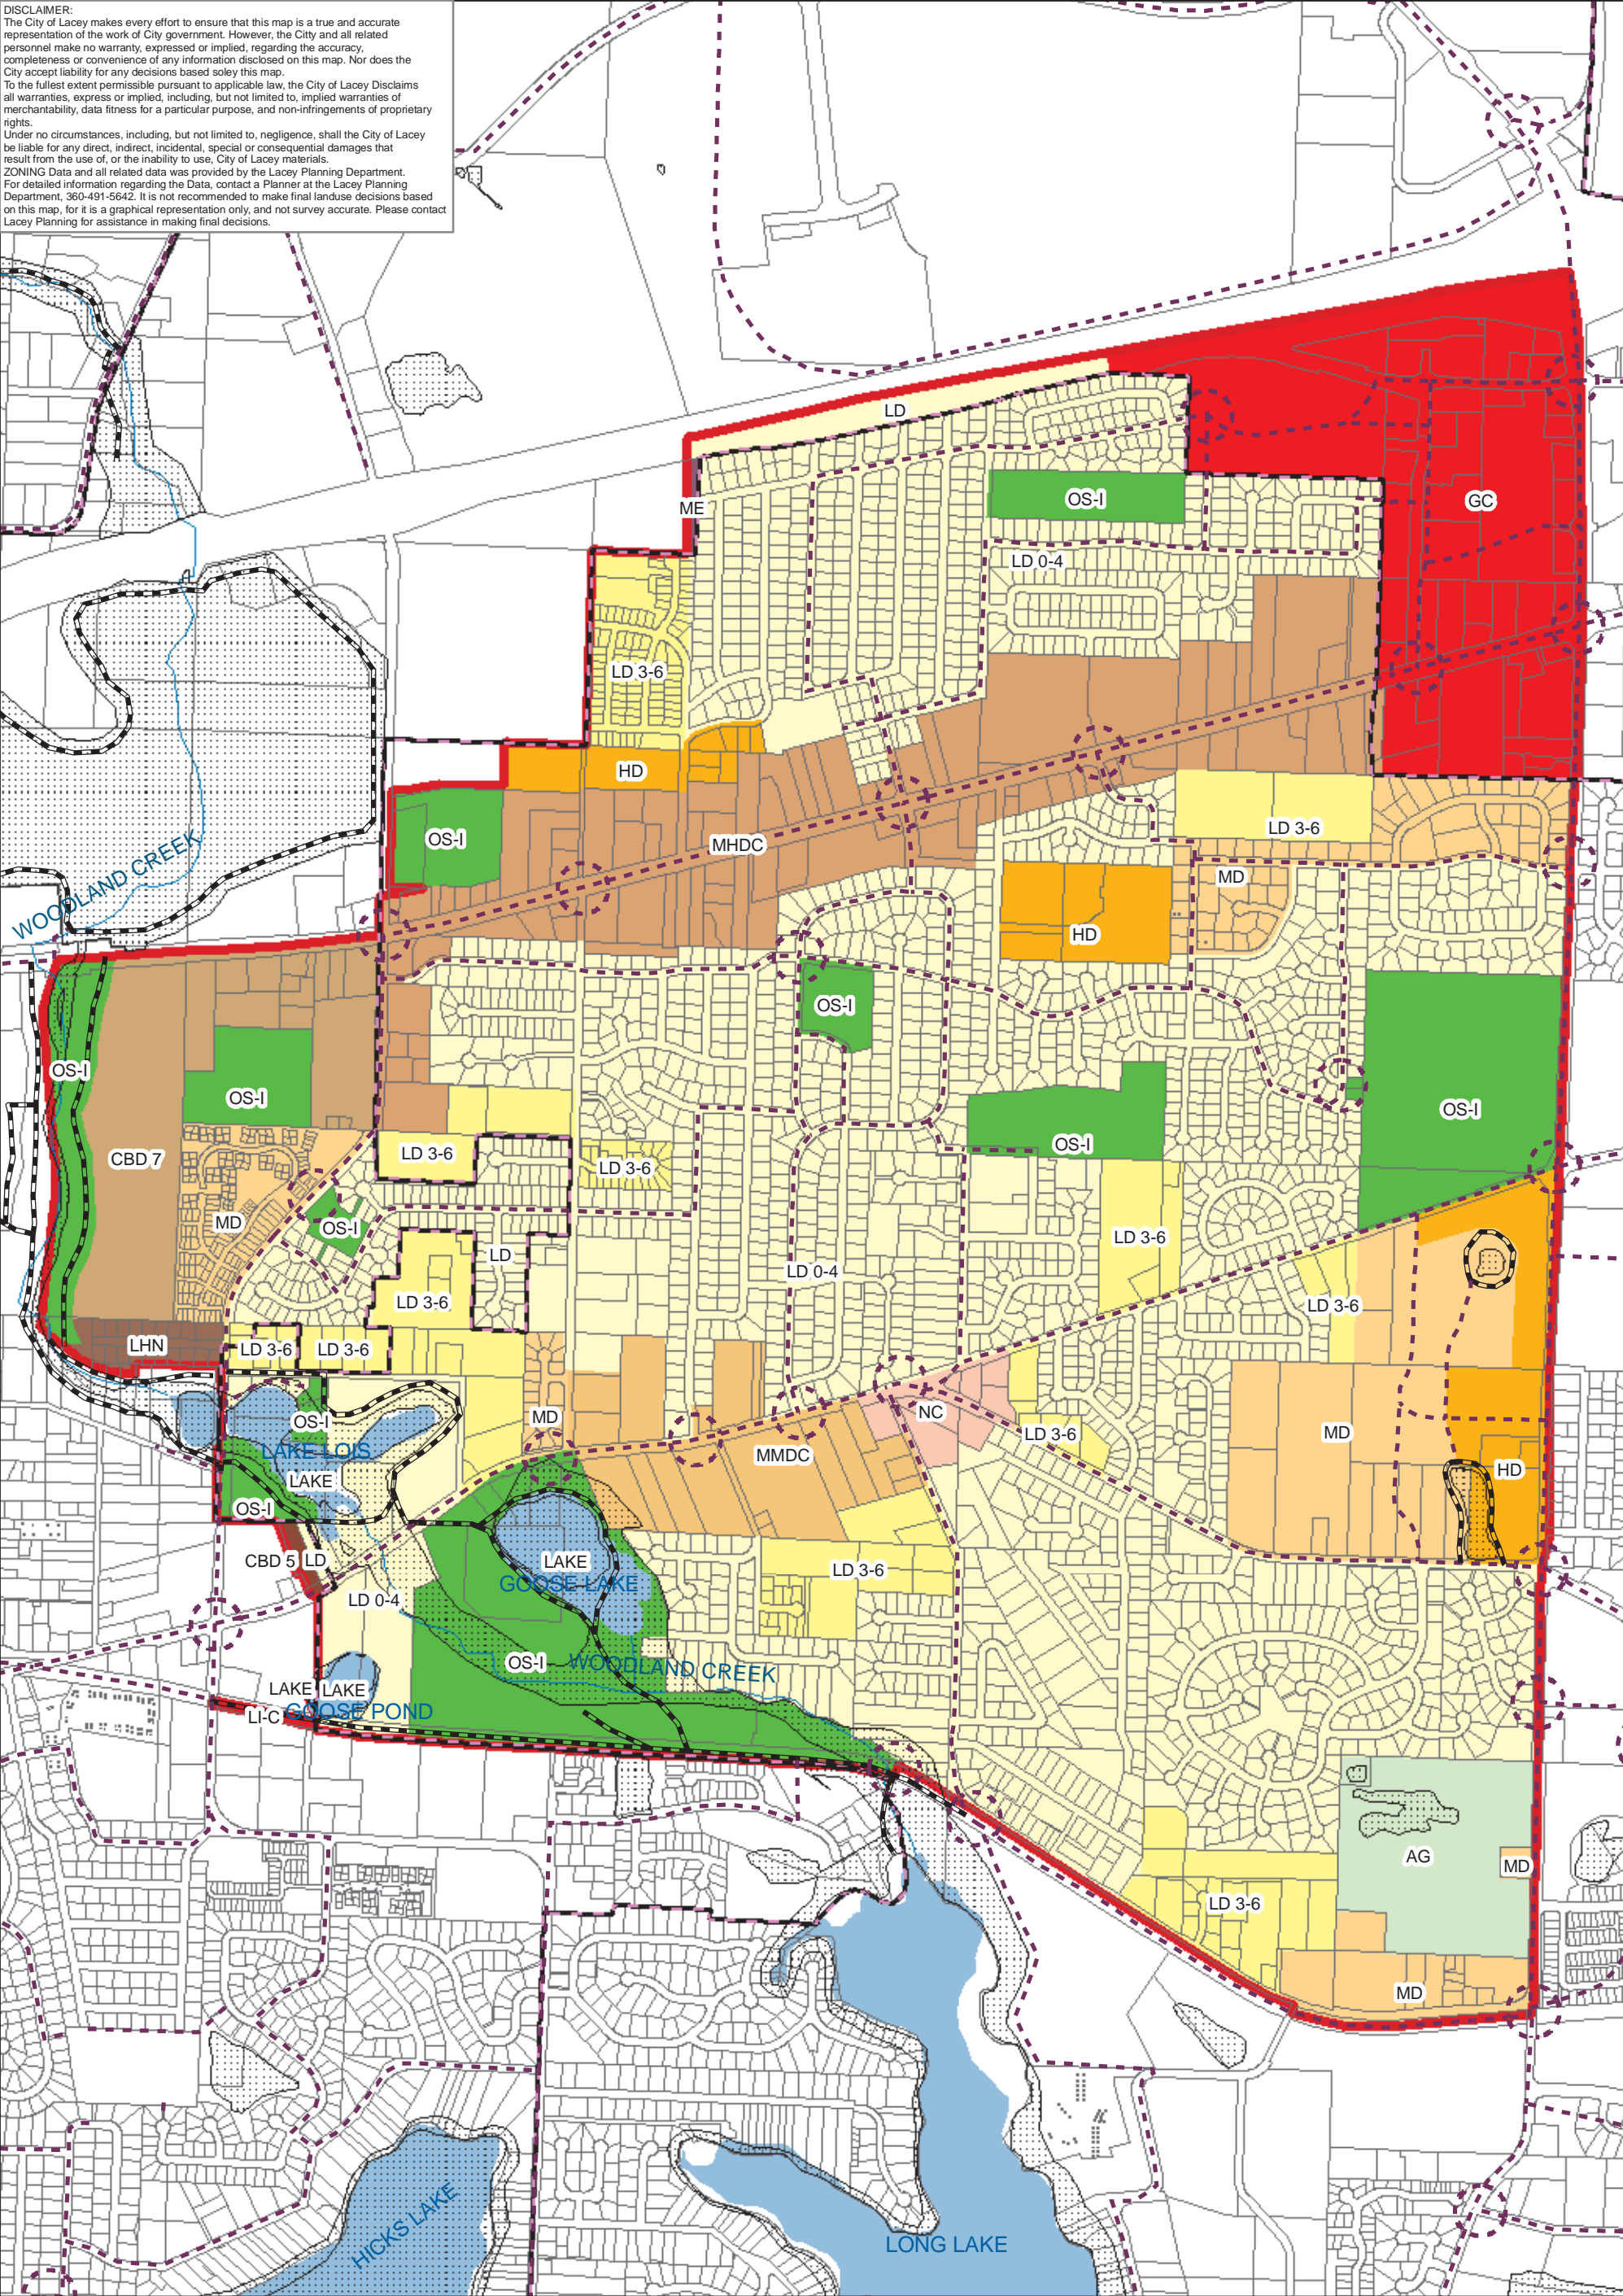 DISCLAIMER:
The City of Lacey makes every effort to ensure that this map is a true and accurate
representation of the work of City government. However, the Citty and all related
personnel make no warranty, expressed or implied, regarding the accuracy,
completeness or convenience of any information disclosed on this map. Nor does the
City accept liability for any decisions based soley this map.
To the fullest extent permissible pursuant to applicable law, the City of Lacey Disclaims
all warranties, express or implied, including, but not limited to, implied warranties of
merchantability, data fitness for a particular purpose, and non-infringements of proprietary
rights.
Under no circumstances, including, but not limited to, negligence, shall the City of Lacey
be liable for any direct, indirect, incidental, special or consequential damages that
result from the use of, or the inability to use, City of Lacey materials.
ZONING Data and all related data was provided by the Lacey Planning Department.
For detailed information regarding the Data, contact a Planner at the Lacey Planning
Department, 360-491-5642. It is not recommended to make final landuse decisions based
on this map, for it is a graphical representation only, and not survey accurate. Please contact
Lacey Planning for assistance in making final decisions.
LD
OS-I
GC
ME
LD 0-4
LD 3-6
HD
LD 3-6
OS-I
MHDC
MD
WOODLAND CREEK
HD
OS-I
OS-I
OS-I
OS-I
OS-I
CBD 7
LD 3-6
LD 3-6
MD
OS-I
LD
LD 3-6
LD 0-4
LD 3-6
LD 3-6
LHN
LD 3-6
LD 3-6
NC
OS-I
MD
LD 3-6
MD
LAKE LOIS
MMDC
HD
LAKE
OS-I
CBD 5
LD
LAKE
LD 3-6
GOOSE LAKE
LD 0-4
OS-I
WOODLAND CREEK
LAKE
LAKE
LI-C
GOOSE POND
AG
MD
LD 3-6
MD
HICKS LAKE
LONG LAKE